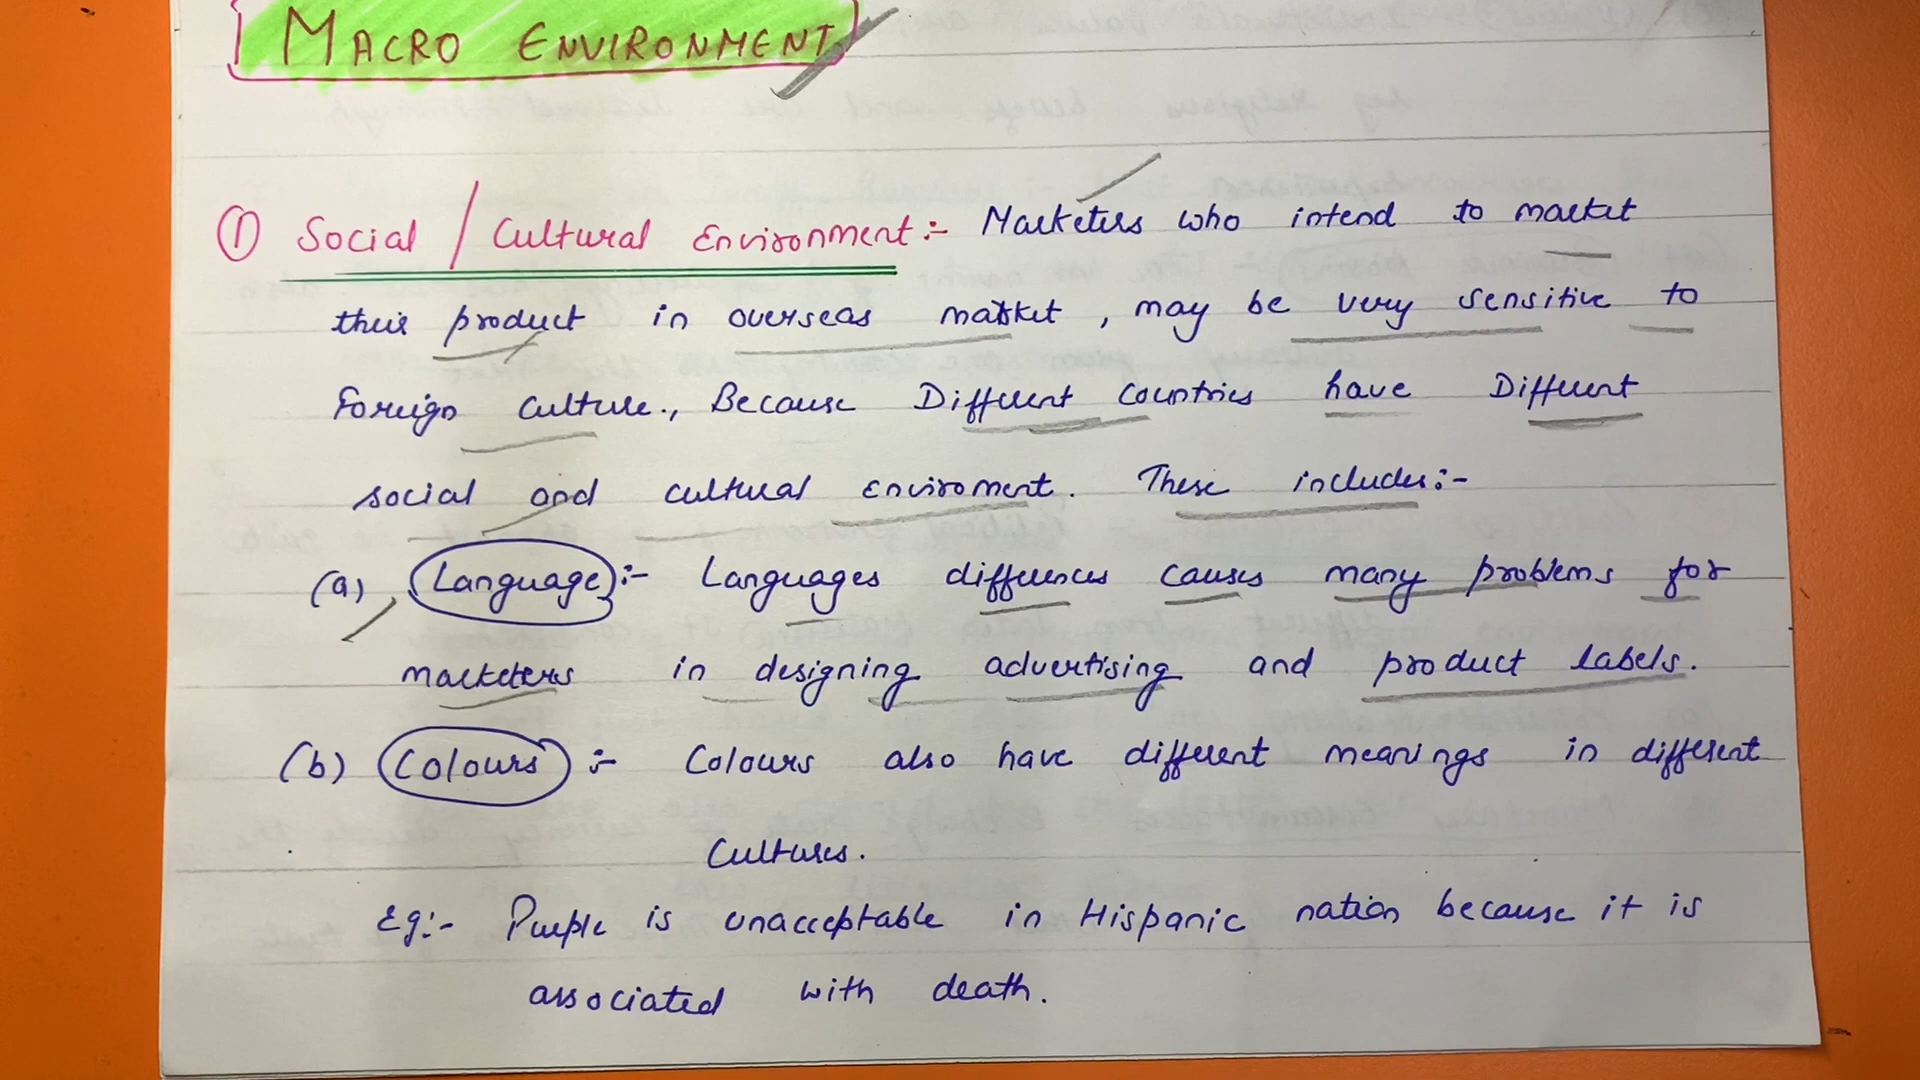 MACRO ENVIRONMENT
① Social / Cultural Environment:- Marketers who intend to market
their product in overseas market, may be very sensitive to
Foreign culture., Because Different countries have Different
social and cultural enviroment. These includes:-
(a) Language:- Languages differences causes many problems for
marketers in designing advertising and product labels.
(b) Colours :- Colours also have different meanings in different
Cultures.
Eg:- Purple is unacceptable in Hispanic nation because it is
associated with death.